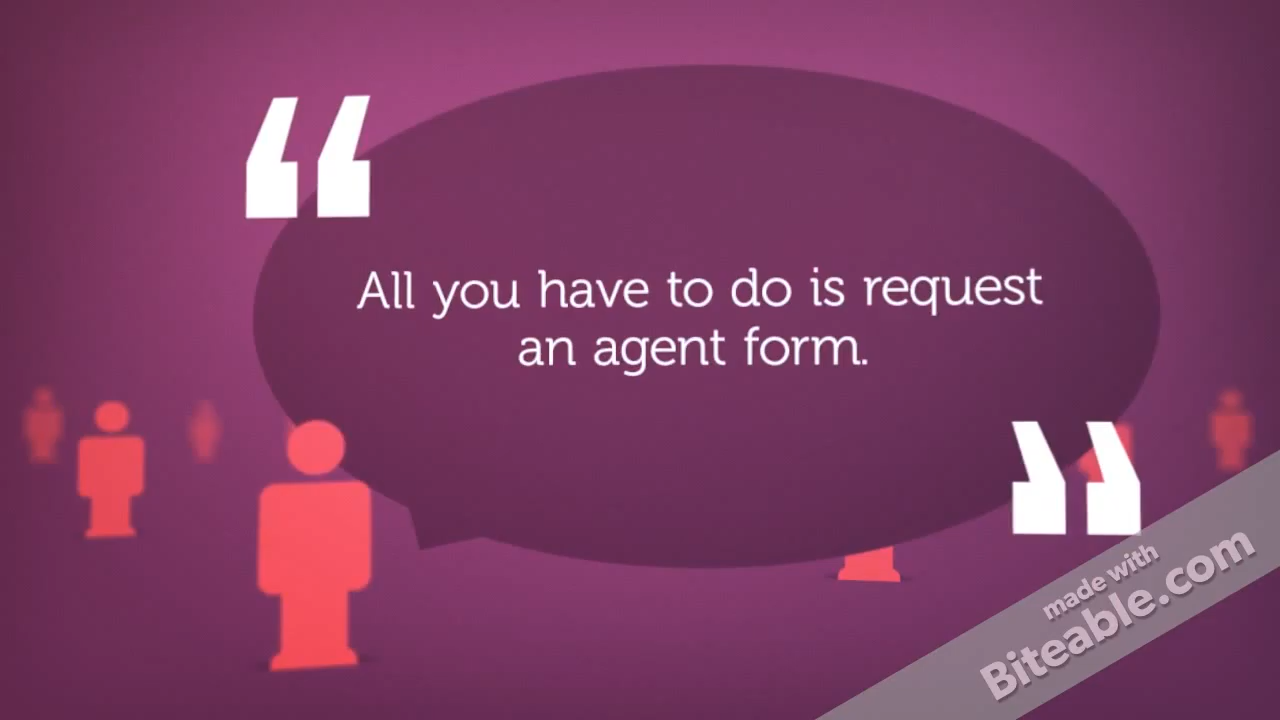 “
All you have to do is request
an agent form.
”
made with
Biteable.com